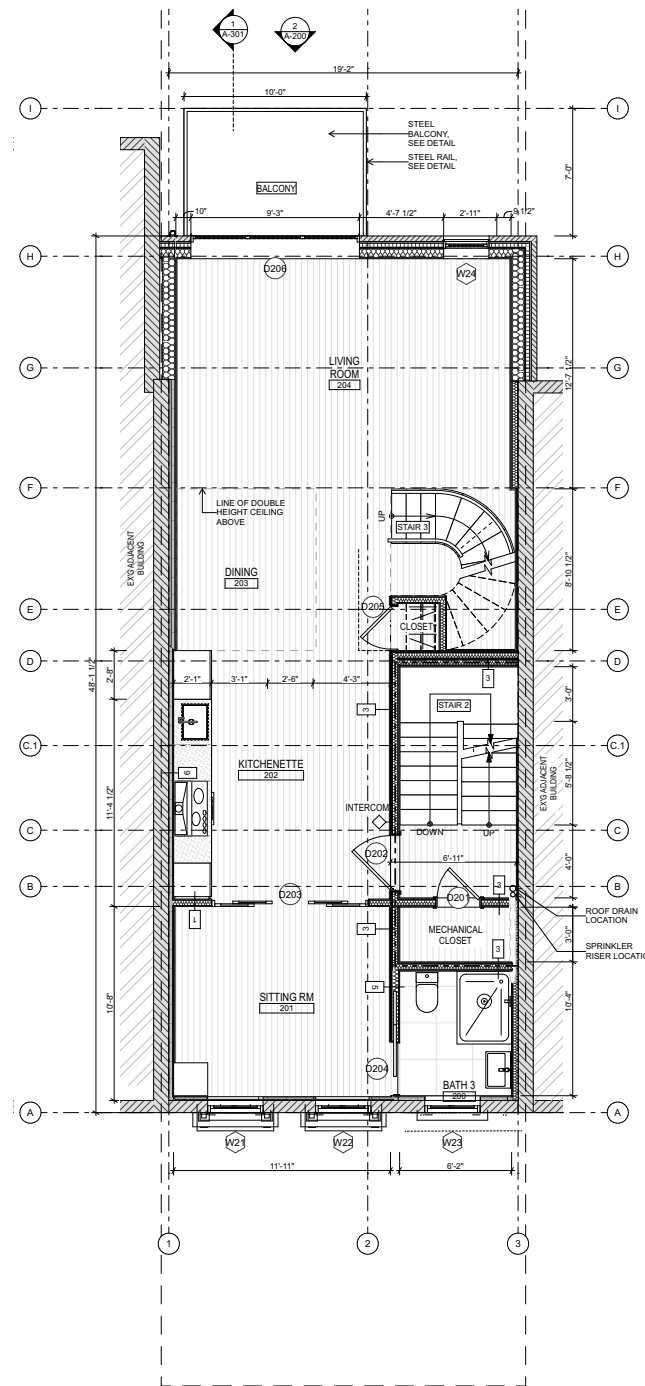 1
A-301
2
A-200
19'-2"
10'-0"
I
I
STEEL
BALCONY,
SEE DETAIL
STEEL RAIL,
SEE DETAIL
7'-0"
BALCONY
10"
9'-3"
4'-7 1/2"
2'-11"
9 1/2"
H
H
D206
W24
LIVING
ROOM
204
12'-7 1/2"
G
G
F
F
LINE OF DOUBLE
HEIGHT CEILING
ABOVE
UP
STAIR 3
EX'G ADJACENT
BUILDING
DINING
203
8'-10 1/2"
D205
E
E
CLOSET
D
D
48'-1 1/2"
2'-8"
2'-1"
3'-1"
2'-6"
4'-3"
3
3
STAIR 2
3'-0"
C.1
C.1
KITCHENETTE
202
6
EX'G ADJACENT
BUILDING
5'-8 1/2"
11'-4 1/2"
INTERCOM
C
C
DOWN
UP
D202
6'-11"
4'-0"
B
B
3
D201
D203
1
ROOF DRAIN
LOCATION
3
MECHANICAL
CLOSET
3
3'-0"
SPRINKLER
RISER LOCATIO
5
SITTING RM
201
10'-8"
10'-4"
D204
BATH 3
200
A
A
W21
W22
W23
11'-11"
6'-2"
1
2
3